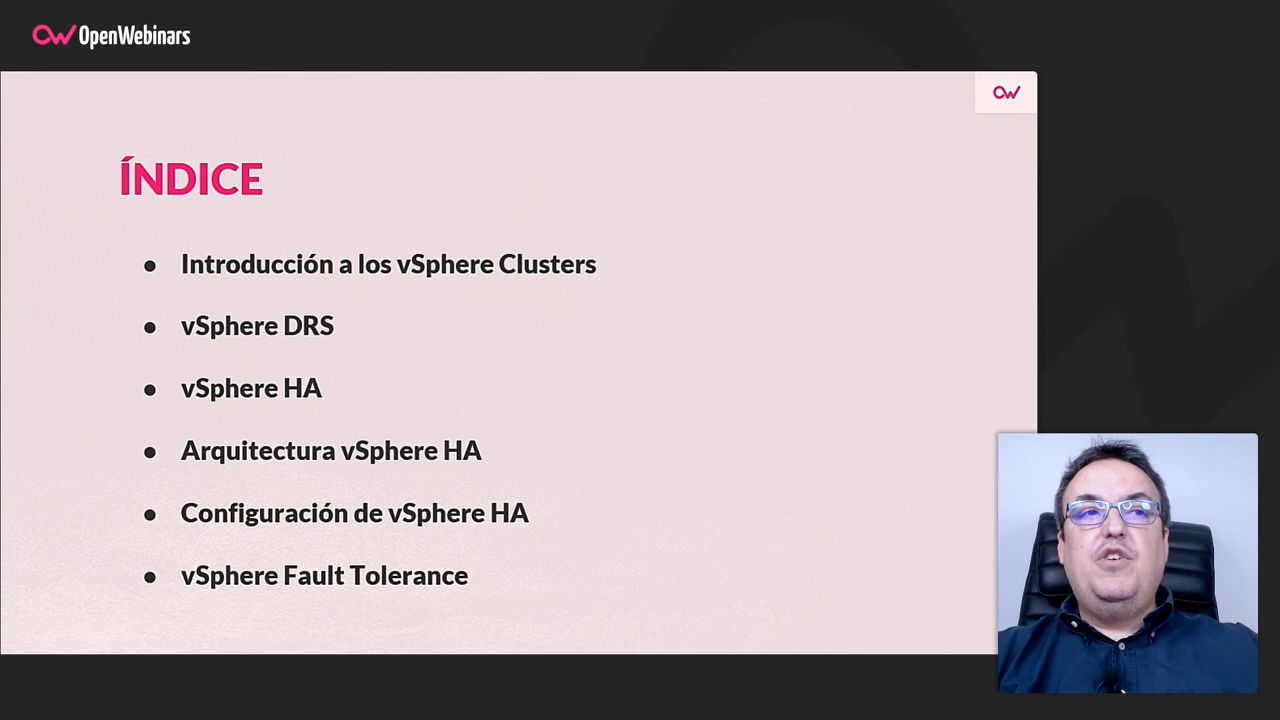 OpenWebinars
ÍNDICE
● Introducción a los vSphere Clusters
● vSphere DRS
● vSphere HA
● Arquitectura vSphere HA
● Configuración de vSphere HA
● vSphere Fault Tolerance